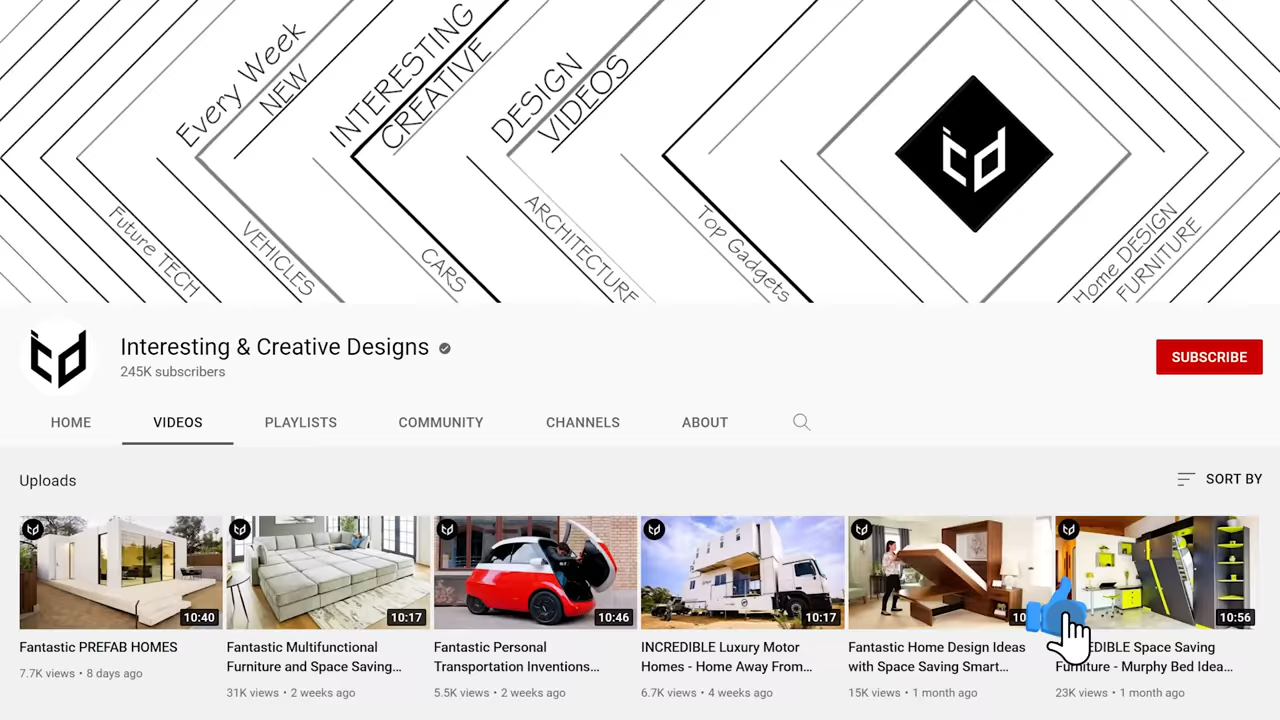 Every Week
NEW
INTERESTING
CREATIVE
DESIGN
VIDEOS
Future TECH
VEHICLES
CARS
ARCHITECTURE
Top Gadgets
Home DESIGN
FURNITURE
Interesting & Creative Designs
245K subscribers
SUBSCRIBE
HOME VIDEOS PLAYLISTS COMMUNITY CHANNELS ABOUT
Uploads
SORT BY
10:40 10:17 10:46 10:17 10 10:56
Fantastic PREFAB HOMES
7.7K views • 8 days ago
Fantastic Multifunctional
Furniture and Space Saving...
31K views • 2 weeks ago
Fantastic Personal
Transportation Inventions...
5.5K views • 2 weeks ago
INCREDIBLE Luxury Motor
Homes - Home Away From...
6.7K views • 4 weeks ago
Fantastic Home Design Ideas
with Space Saving Smart...
15K views • 1 month ago
EDIBLE Space Saving
Furniture - Murphy Bed Idea...
23K views • 1 month ago